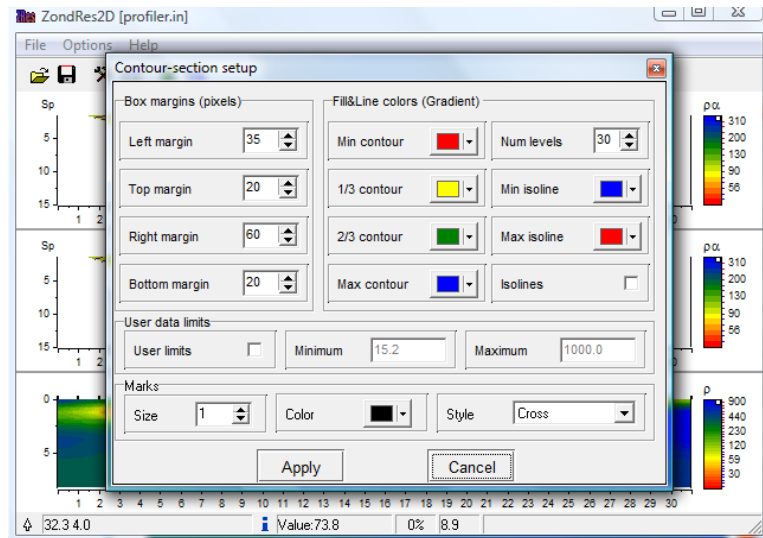 ZondRes2D [profiler.in]
File Options Help
Contour-section setup
Box margins (pixels)
Left margin 35
Top margin 20
Right margin 60
Bottom margin 20
Fill&Line colors (Gradient)
Min contour
1/3 contour
2/3 contour
Max contour
Num levels 30
Min isoline
Max isoline
Isolines
User data limits
User limits
Minimum 15.2
Maximum 1000.0
Marks
Size 1
Color
Style Cross
Apply Cancel
Sp
5
10
15
1 2
ρα
310
200
130
90
56
Sp
5
10
15
1 2
ρα
310
200
130
90
56
0
5
ρ
900
440
230
120
59
30
1 2 3 4 5 6 7 8 9 10 11 12 13 14 15 16 17 18 19 20 21 22 23 24 25 26 27 28 29 30
32.3 4.0 Value:73.8 0% 8.9